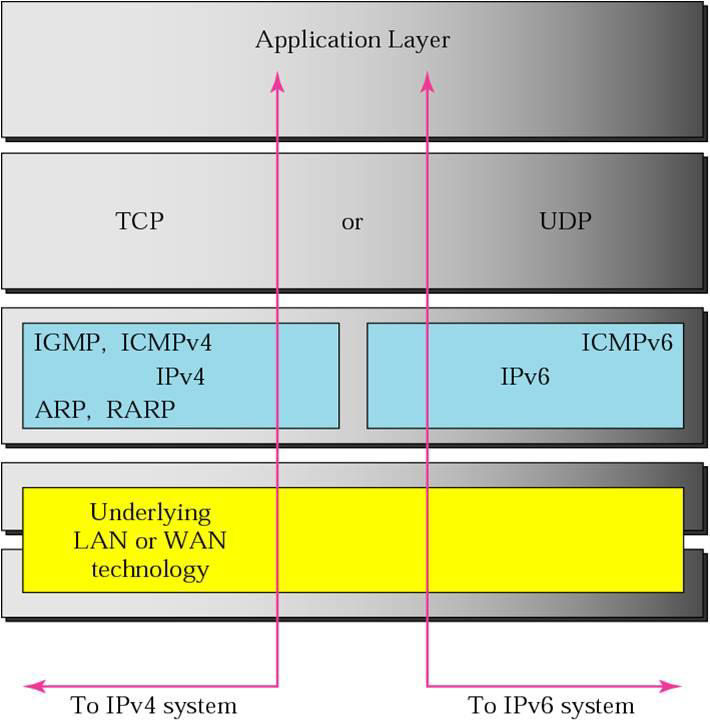 Application Layer
TCP or UDP
IGMP, ICMPv4
IPv4
ARP, RARP
ICMPv6
IPv6
Underlying
LAN or WAN
technology
To IPv4 system
To IPv6 system